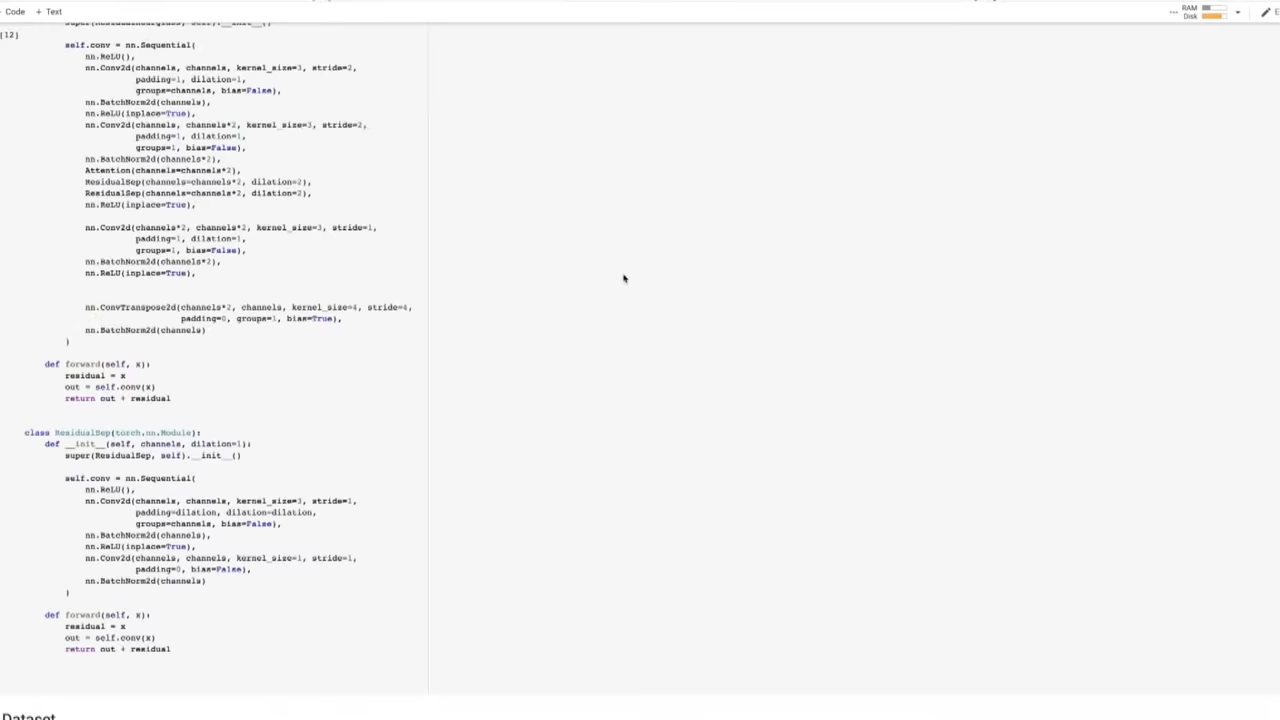 Code + Text
RAM
Disk
[12]
super(ResidualHourglass, self).__init__()
self.conv = nn.Sequential(
nn.ReLU(),
nn.Conv2d(channels, channels, kernel_size=3, stride=2,
padding=1, dilation=1,
groups=channels, bias=False),
nn.BatchNorm2d(channels),
nn.ReLU(inplace=True),
nn.Conv2d(channels, channels*2, kernel_size=3, stride=2,
padding=1, dilation=1,
groups=1, bias=False),
nn.BatchNorm2d(channels*2),
Attention(channels=channels*2),
ResidualSep(channels=channels*2, dilation=2),
ResidualSep(channels=channels*2, dilation=2),
nn.ReLU(inplace=True),
nn.Conv2d(channels*2, channels*2, kernel_size=3, stride=1,
padding=1, dilation=1,
groups=1, bias=False),
nn.BatchNorm2d(channels*2),
nn.ReLU(inplace=True),
nn.ConvTranspose2d(channels*2, channels, kernel_size=4, stride=4,
padding=0, groups=1, bias=True),
nn.BatchNorm2d(channels)
)
def forward(self, x):
residual = x
out = self.conv(x)
return out + residual
class ResidualSep(torch.nn.Module):
def __init__(self, channels, dilation=1):
super(ResidualSep, self).__init__()
self.conv = nn.Sequential(
nn.ReLU(),
nn.Conv2d(channels, channels, kernel_size=3, stride=1,
padding=dilation, dilation=dilation,
groups=channels, bias=False),
nn.BatchNorm2d(channels),
nn.ReLU(inplace=True),
nn.Conv2d(channels, channels, kernel_size=1, stride=1,
padding=0, bias=False),
nn.BatchNorm2d(channels)
)
def forward(self, x):
residual = x
out = self.conv(x)
return out + residual
Dataset